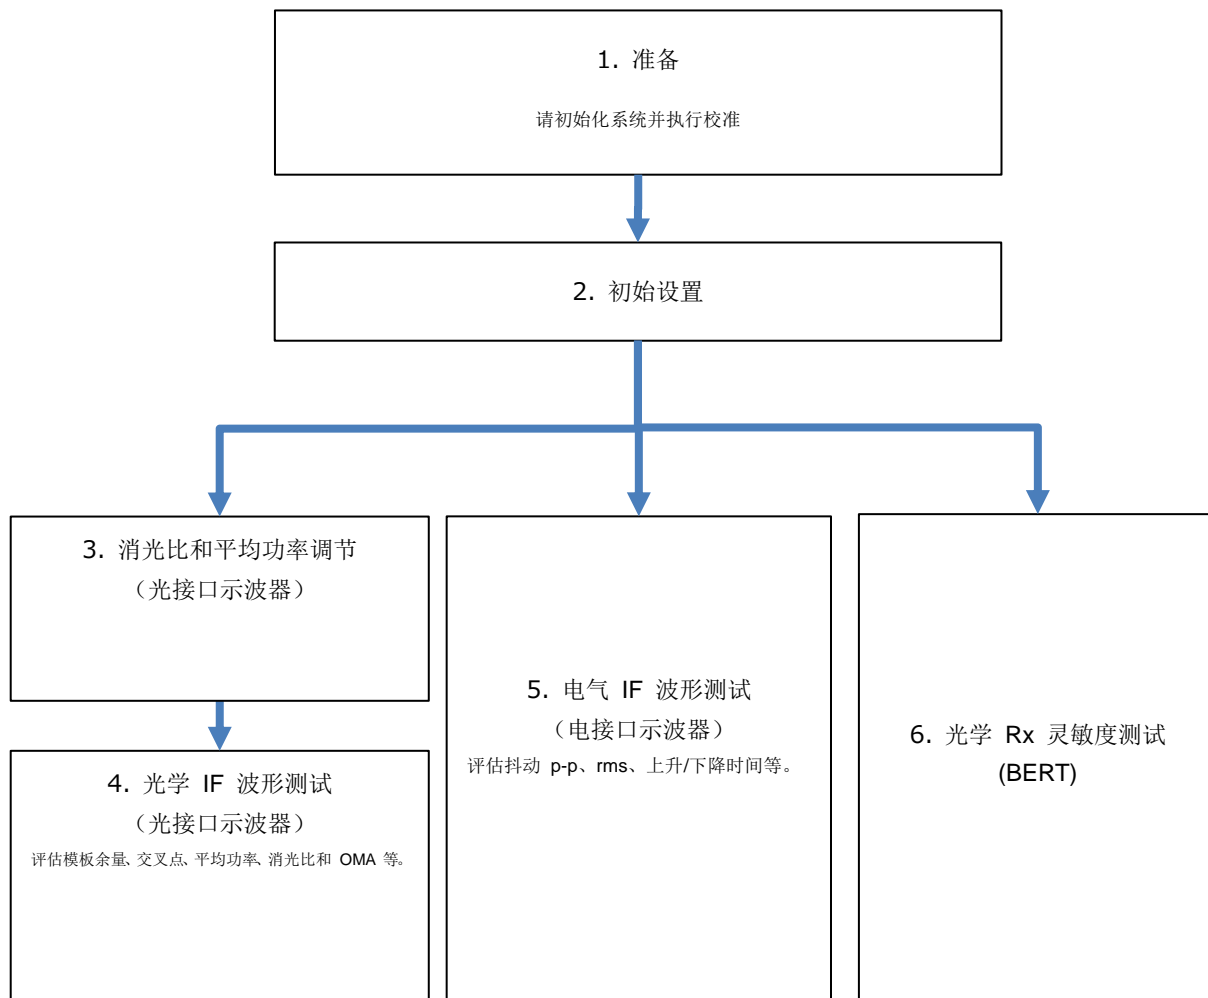 1. 准备
请初始化系统并执行校准
2. 初始设置
3. 消光比和平均功率调节
（光接口示波器）
4. 光学 IF 波形测试
（光接口示波器）
评估模板余量、交叉点、平均功率、消光比和 OMA 等。
5. 电气 IF 波形测试
（电接口示波器）
评估抖动 p-p、rms、上升/下降时间等。
6. 光学 Rx 灵敏度测试
(BERT)